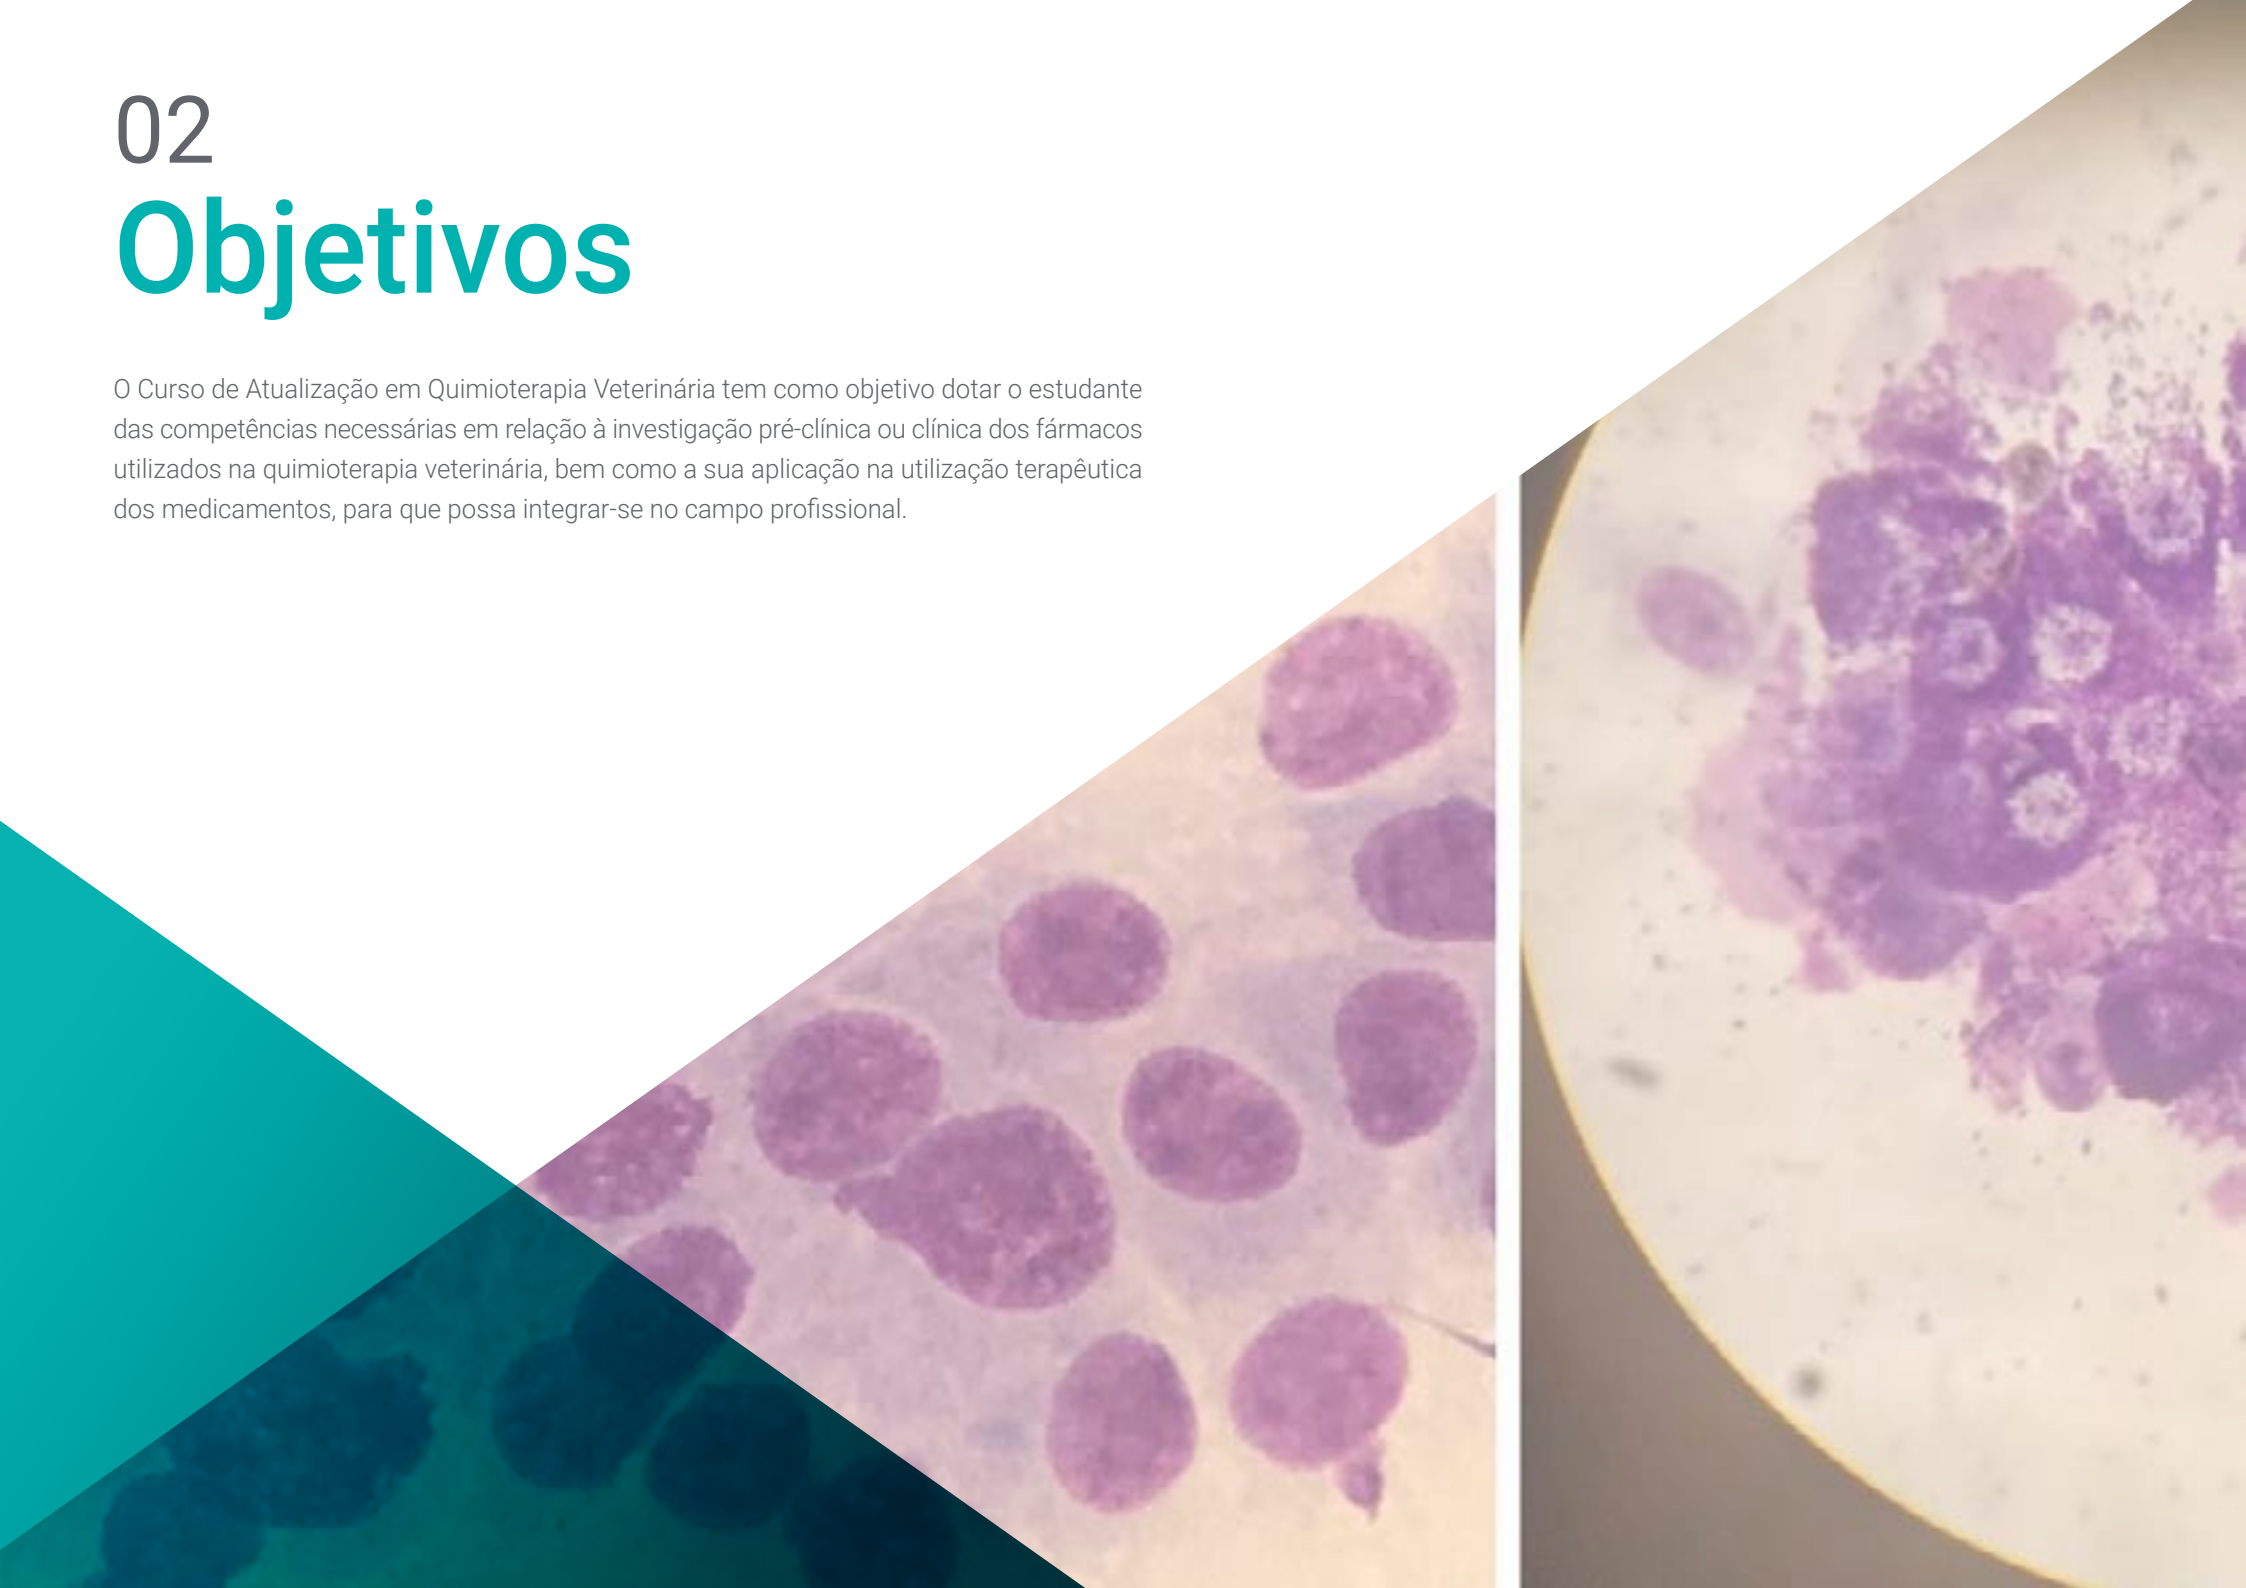 02
Objetivos
O Curso de Atualização em Quimioterapia Veterinária tem como objetivo dotar o estudante
das competências necessárias em relação à investigação pré-clínica ou clínica dos fármacos
utilizados na quimioterapia veterinária, bem como a sua aplicação na utilização terapêutica
dos medicamentos, para que possa integrar-se no campo profissional.